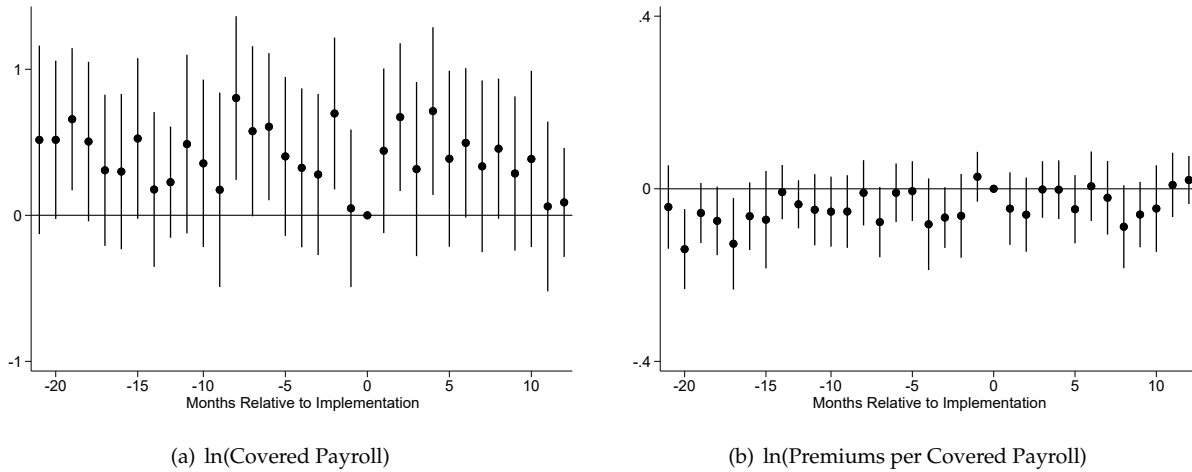 1
0
-1
-20 -15 -10 -5 0 5 10
Months Relative to Implementation
(a) ln(Covered Payroll)
.4
0
-.4
-20 -15 -10 -5 0 5 10
Months Relative to Implementation
(b) ln(Premiums per Covered Payroll)